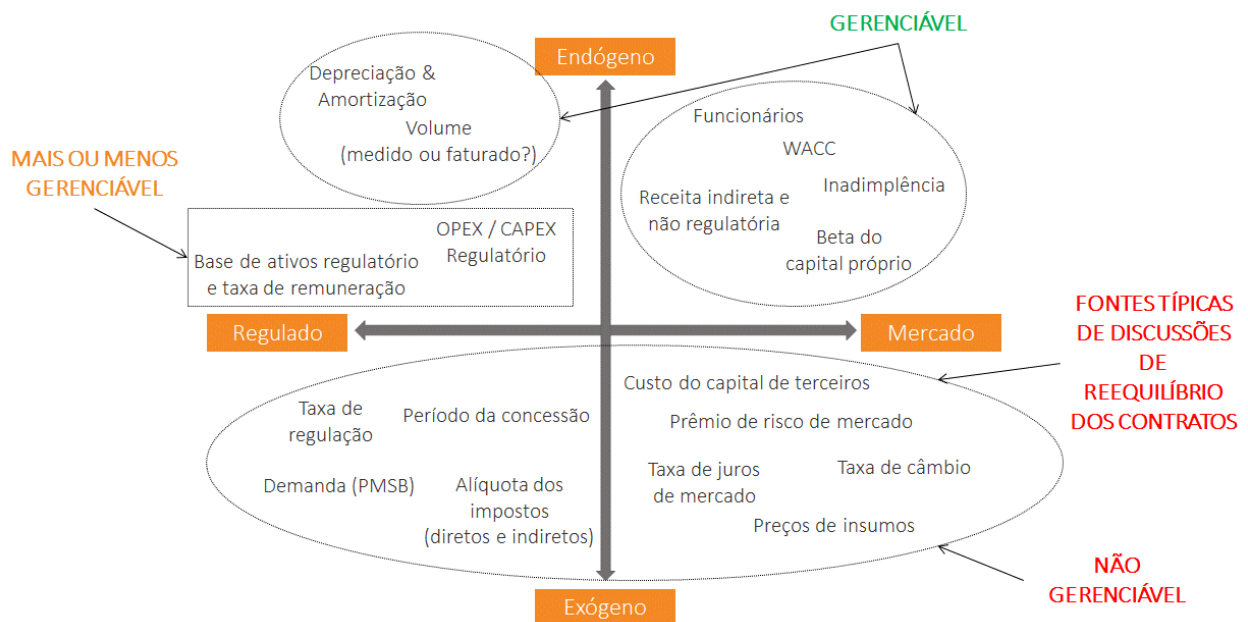 GERENCIÁVEL
Endógeno
Depreciação &
Amortização
Volume
(medido ou faturado?)
Funcionários
WACC
Inadimplência
Receita indireta e
não regulatória
Beta do
capital próprio
MAIS OU MENOS
GERENCIÁVEL
OPEX / CAPEX
Regulatório
Base de ativos regulatório
e taxa de remuneração
Regulado
Mercado
FONTES TÍPICAS
DE DISCUSSÕES
DE
REEQUILÍBRIO
DOS CONTRATOS
Custo do capital de terceiros
Taxa de
regulação
Período da concessão
Prêmio de risco de mercado
Demanda (PMSB)
Alíquota dos
impostos
(diretos e indiretos)
Taxa de juros
de mercado
Taxa de câmbio
Preços de insumos
NÃO
GERENCIÁVEL
Exógeno